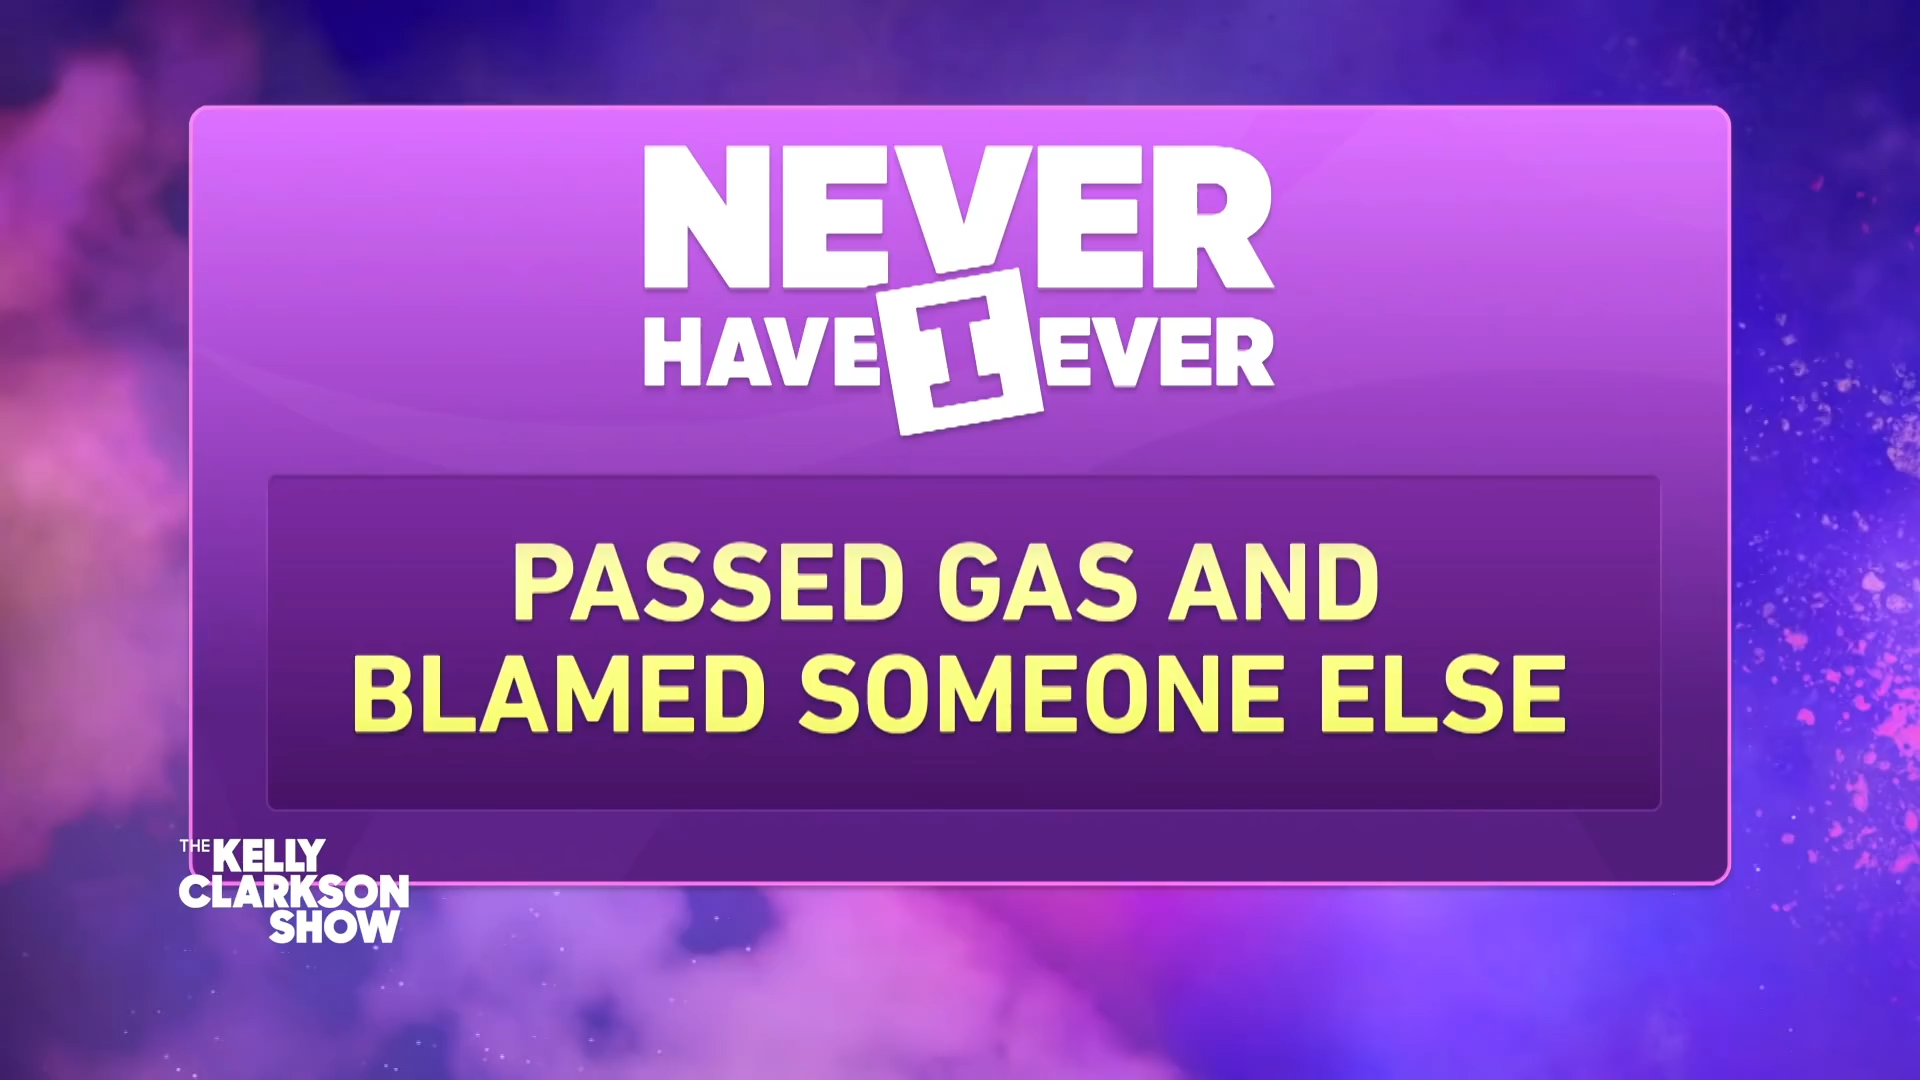 NEVER
HAVE I EVER
PASSED GAS AND
BLAMED SOMEONE ELSE
THE KELLY
CLARKSON
SHOW